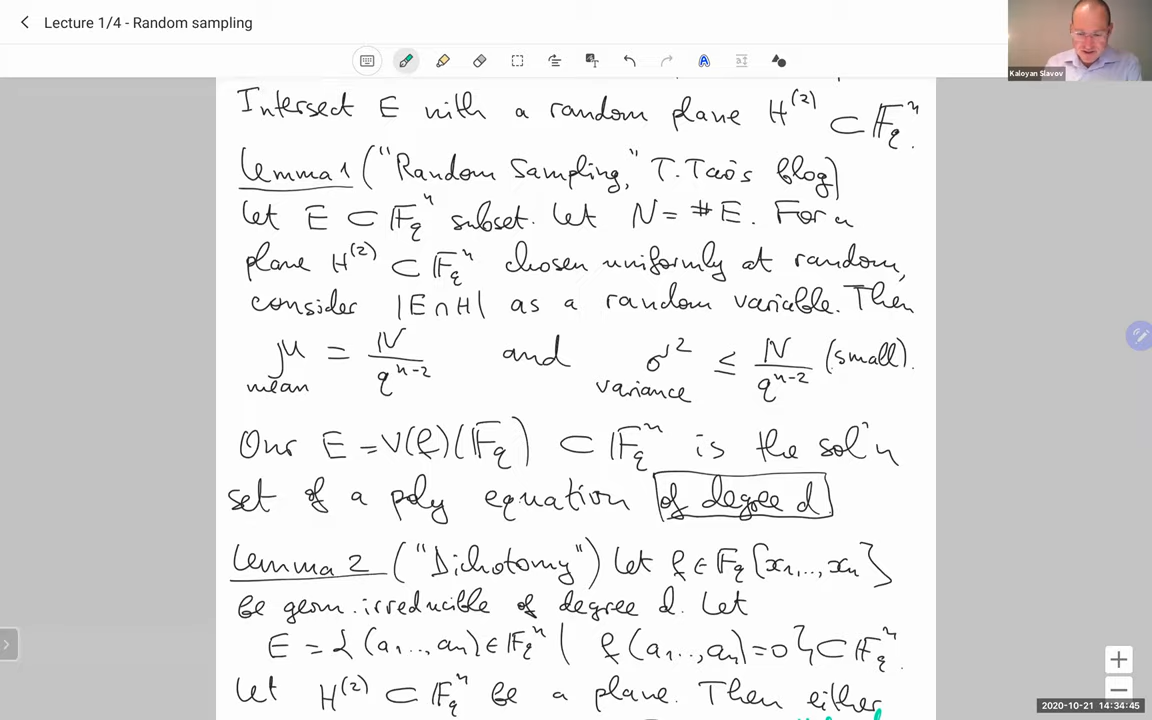 Lecture 1/4 - Random sampling
Kaloyan Slavov
Intersect E with a random plane H^(2) ⊂ F_q^n.
Lemma 1 ("Random Sampling," T. Tao's blog)
Let E ⊂ F_q^n subset. Let N = #E. For a
plane H^(2) ⊂ F_q^n chosen uniformly at random,
consider |E∩H| as a random variable. Then
μ = N/q^(n-2) and σ² ≤ N/q^(n-2) (small).
mean variance
Our E = V(f)(F_q) ⊂ F_q^n is the sol'n
set of a poly equation of degree d.
Lemma 2 ("Dichotomy") Let f ∈ F_q[x_1,..,x_n]
be geom. irreducible of degree d. Let
E = {(a_1,..,a_n) ∈ F_q^n | f(a_1,..,a_n)=0} ⊂ F_q^n.
Let H^(2) ⊂ F_q^n be a plane. Then either
2020-10-21 14:34:45